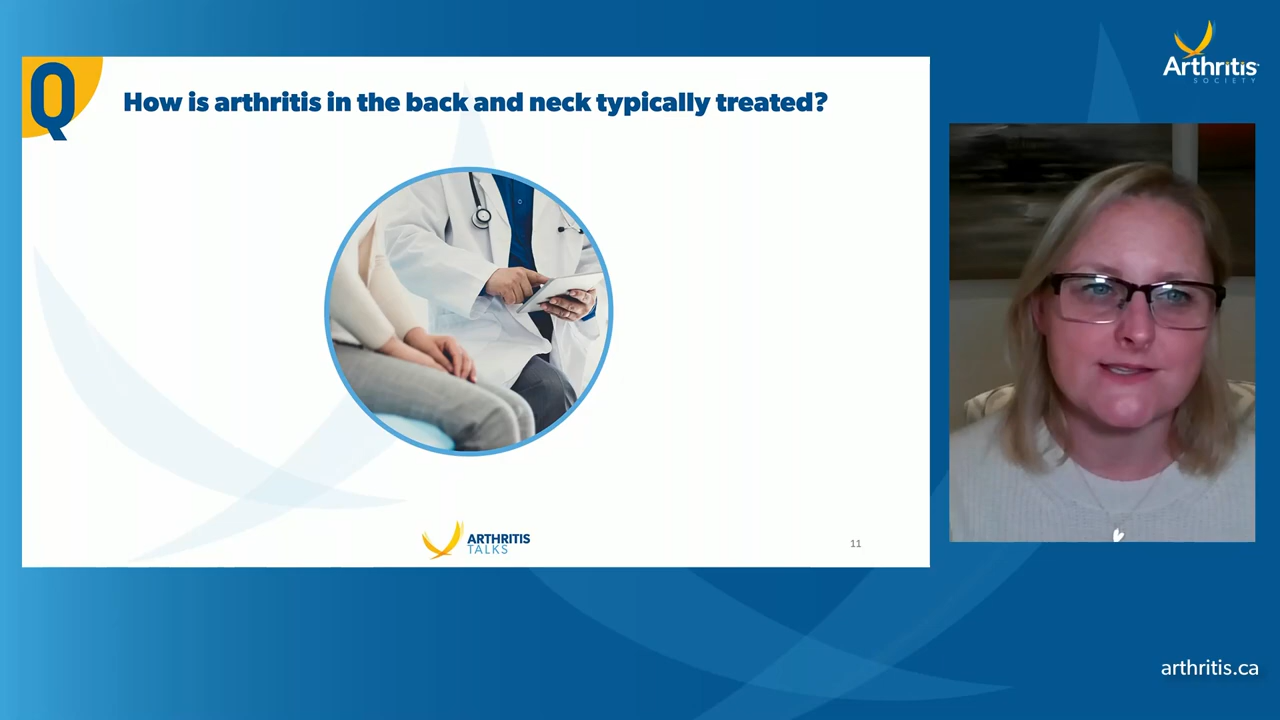 Q
How is arthritis in the back and neck typically treated?
ARTHRITIS
TALKS
11
Arthritis
SOCIETY
arthritis.ca